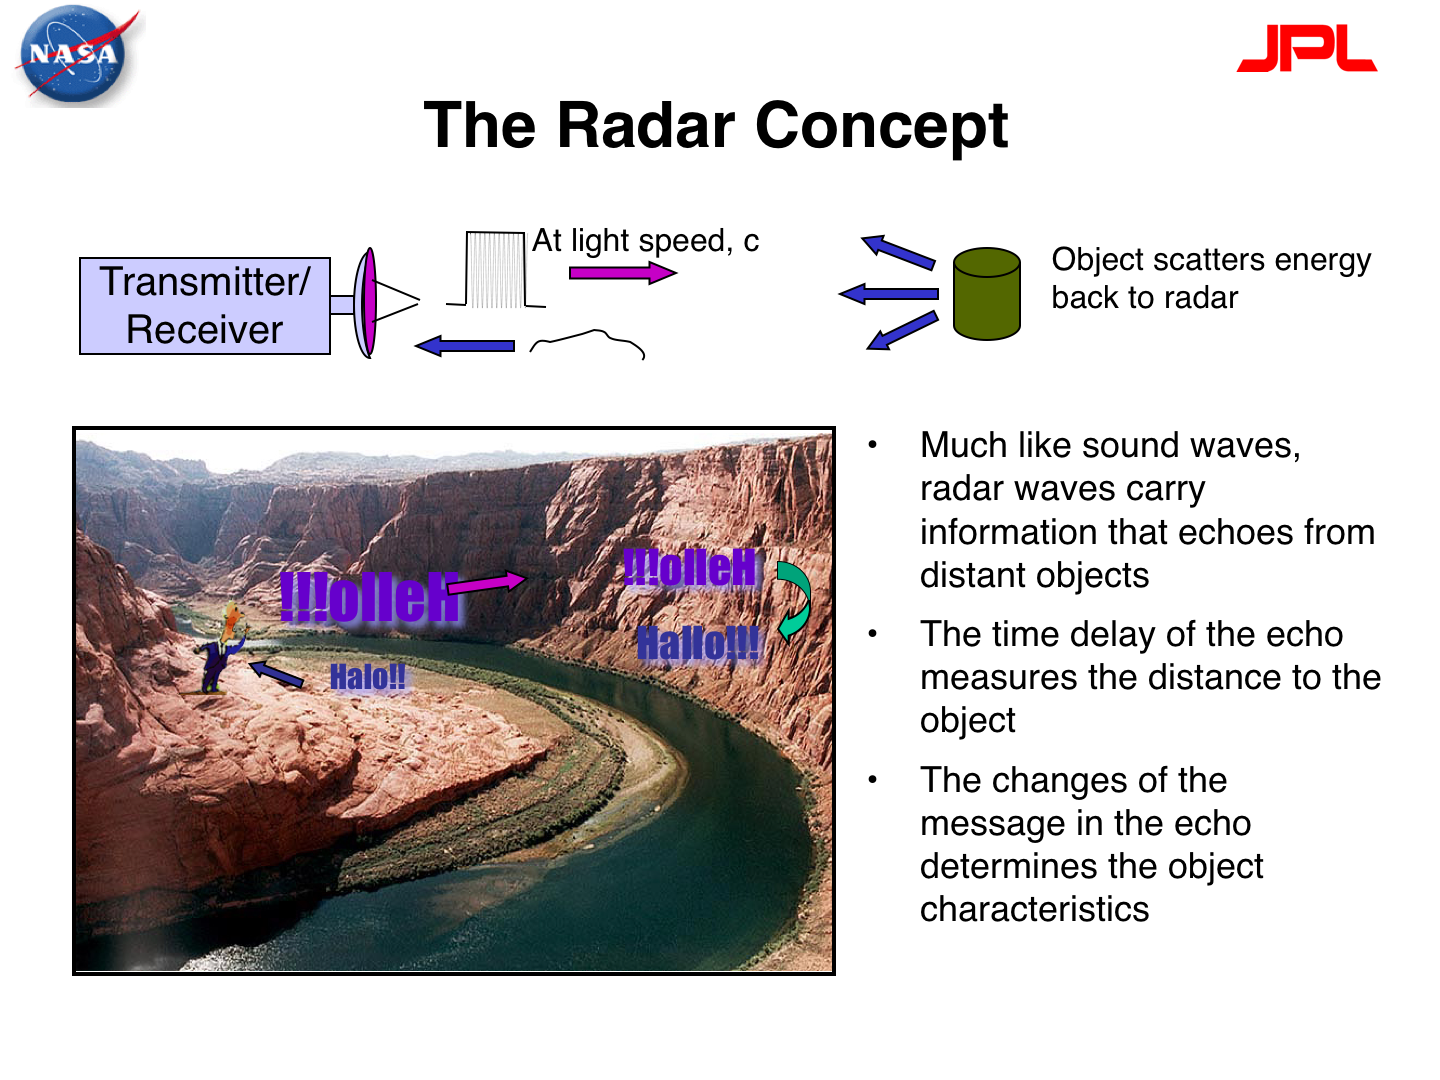 NASA
JPL
The Radar Concept
At light speed, c
Transmitter/
Receiver
Object scatters energy
back to radar
!!!olleH
!!!olleH
Hallo!!!
Halo!!
• Much like sound waves,
radar waves carry
information that echoes from
distant objects
• The time delay of the echo
measures the distance to the
object
• The changes of the
message in the echo
determines the object
characteristics